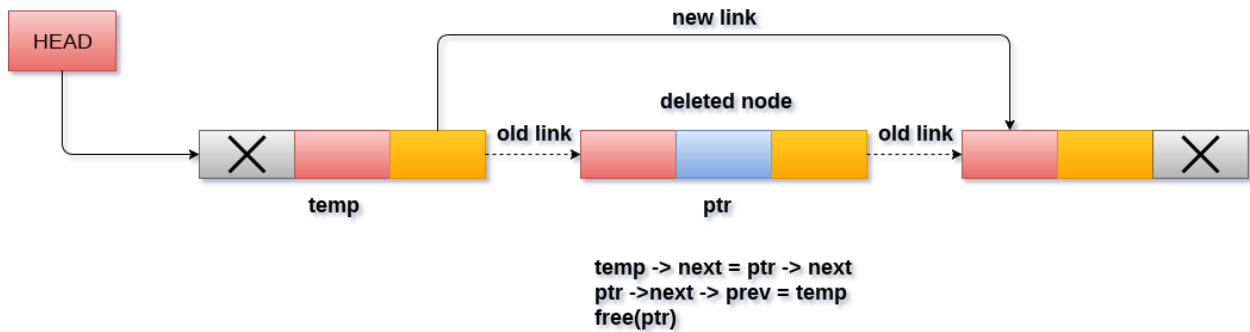 HEAD
new link
deleted node
old link
old link
temp
ptr
temp -> next = ptr -> next
ptr ->next -> prev = temp
free(ptr)